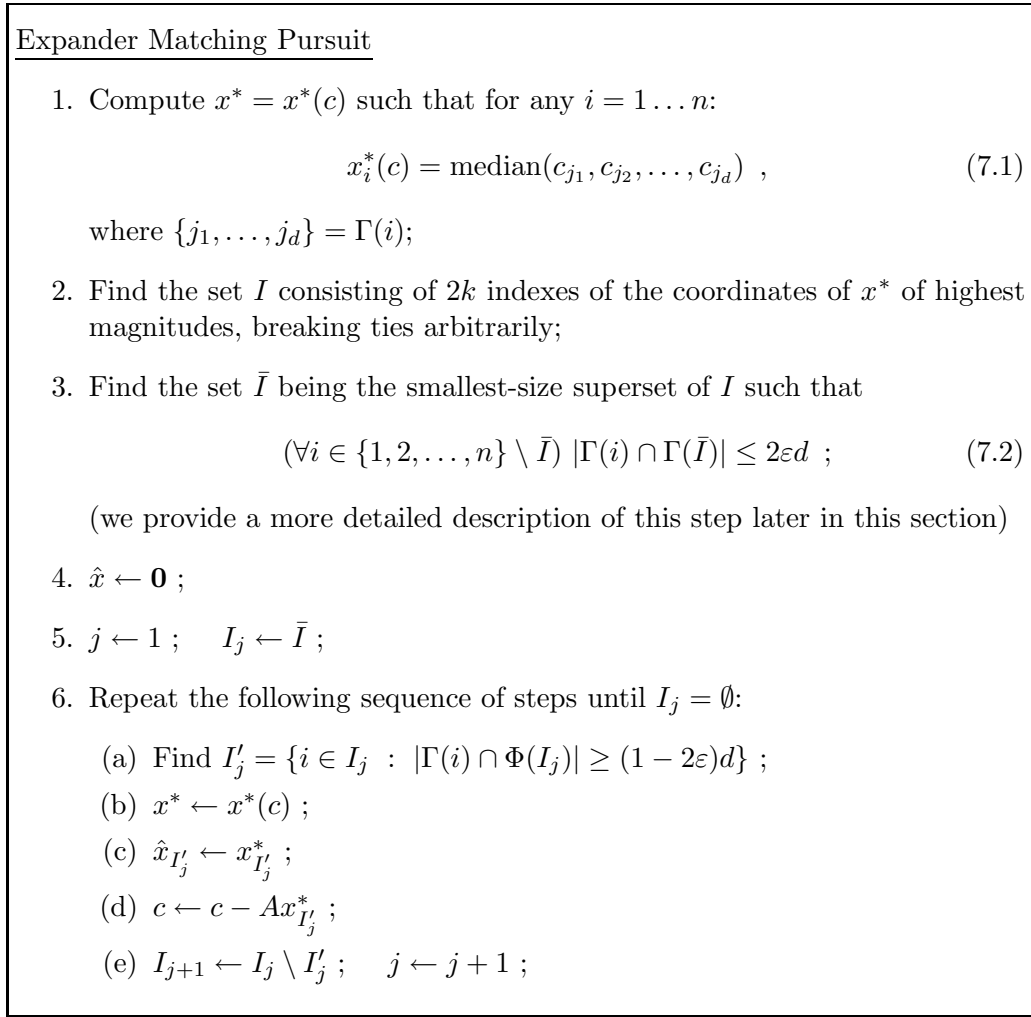 Expander Matching Pursuit
1. Compute x* = x*(c) such that for any i = 1 . . . n:
x*_i(c) = median(c_{j_1}, c_{j_2}, . . . , c_{j_d}) , (7.1)
where {j_1, . . . , j_d} = Γ(i);
2. Find the set I consisting of 2k indexes of the coordinates of x* of highest
magnitudes, breaking ties arbitrarily;
3. Find the set Ī being the smallest-size superset of I such that
(∀i ∈ {1, 2, . . . , n} \ Ī) |Γ(i) ∩ Γ(Ī)| ≤ 2εd ; (7.2)
(we provide a more detailed description of this step later in this section)
4. x̂ ← 0 ;
5. j ← 1 ; I_j ← Ī ;
6. Repeat the following sequence of steps until I_j = ∅:
(a) Find I′_j = {i ∈ I_j : |Γ(i) ∩ Φ(I_j)| ≥ (1 − 2ε)d} ;
(b) x* ← x*(c) ;
(c) x̂_{I′_j} ← x*_{I′_j} ;
(d) c ← c − Ax*_{I′_j} ;
(e) I_{j+1} ← I_j \ I′_j ; j ← j + 1 ;